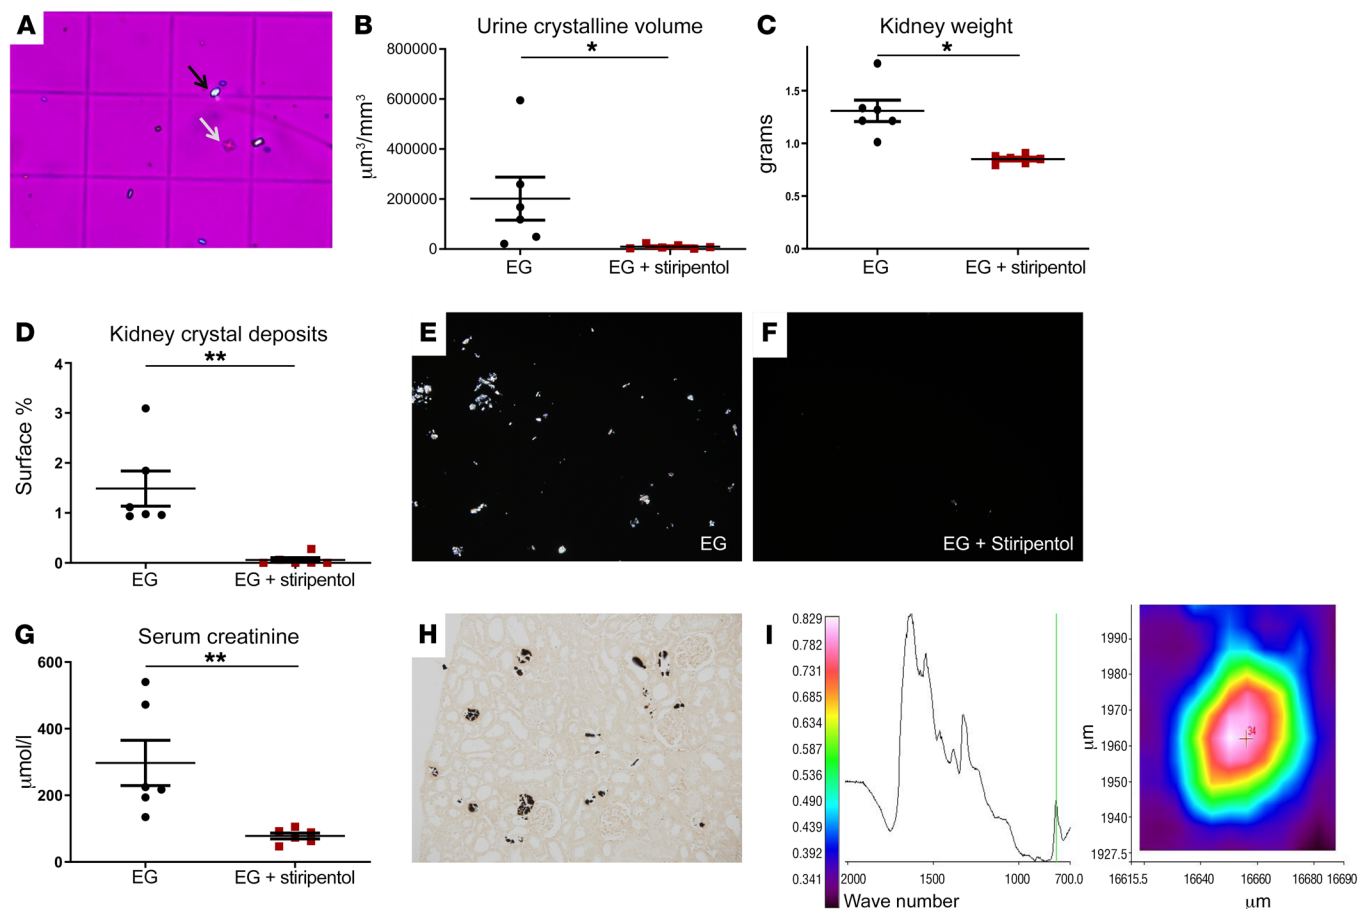 A
B
Urine crystalline volume
*
800000
600000
400000
200000
0
μm³/mm³
EG
EG + stiripentol
C
Kidney weight
*
1.5
1.0
0.5
0.0
grams
EG
EG + stiripentol
D
Kidney crystal deposits
**
4
3
2
1
0
Surface %
EG
EG + stiripentol
E
EG
F
EG + Stiripentol
G
Serum creatinine
**
600
400
200
0
μmol/l
EG
EG + stiripentol
H
I
0.829
0.782
0.731
0.685
0.634
0.587
0.536
0.490
0.439
0.392
0.341
2000
1500
1000
700.0
Wave number
1990
1980
1970
1960
1950
1940
1927.5
μm
34
16615.5
16640
16660
16680
16690
μm